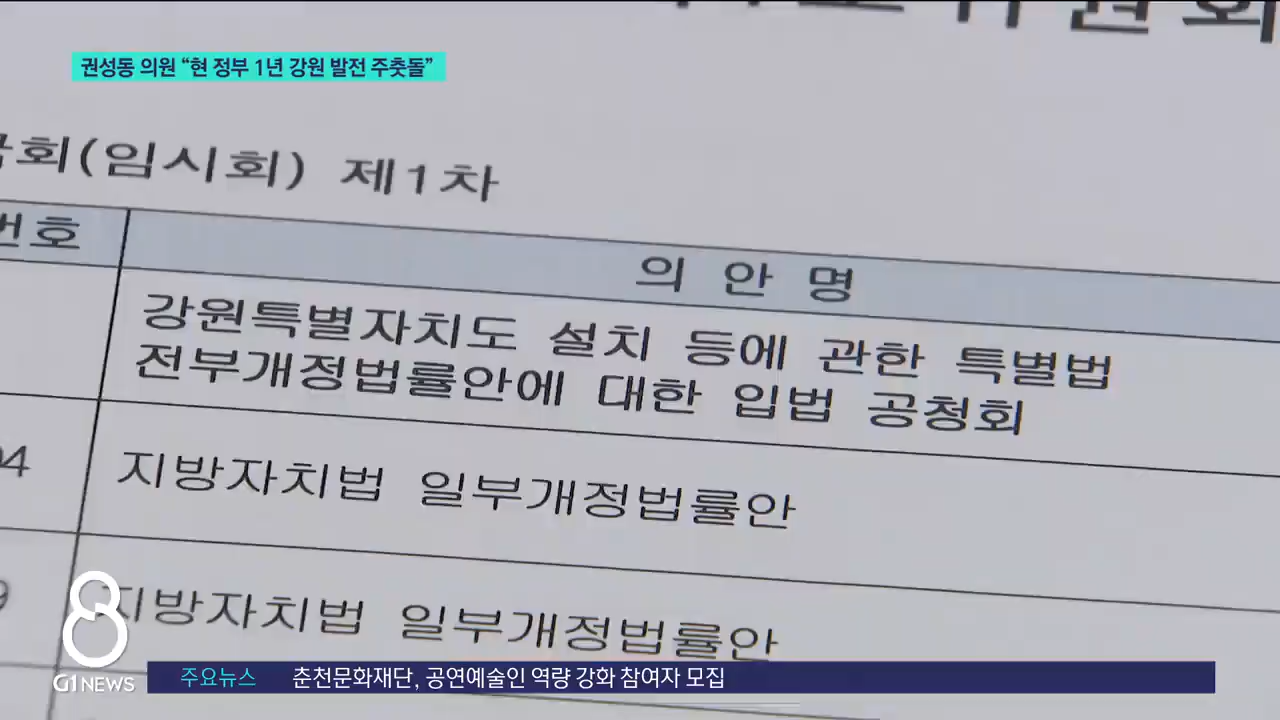 권성동 의원 “현 정부 1년 강원 발전 주춧돌”
회(임시회) 제1차
번호
의 안 명
강원특별자치도 설치 등에 관한 특별법
전부개정법률안에 대한 입법 공청회
지방자치법 일부개정법률안
지방자치법 일부개정법률안
8
G1 NEWS
주요뉴스 춘천문화재단, 공연예술인 역량 강화 참여자 모집